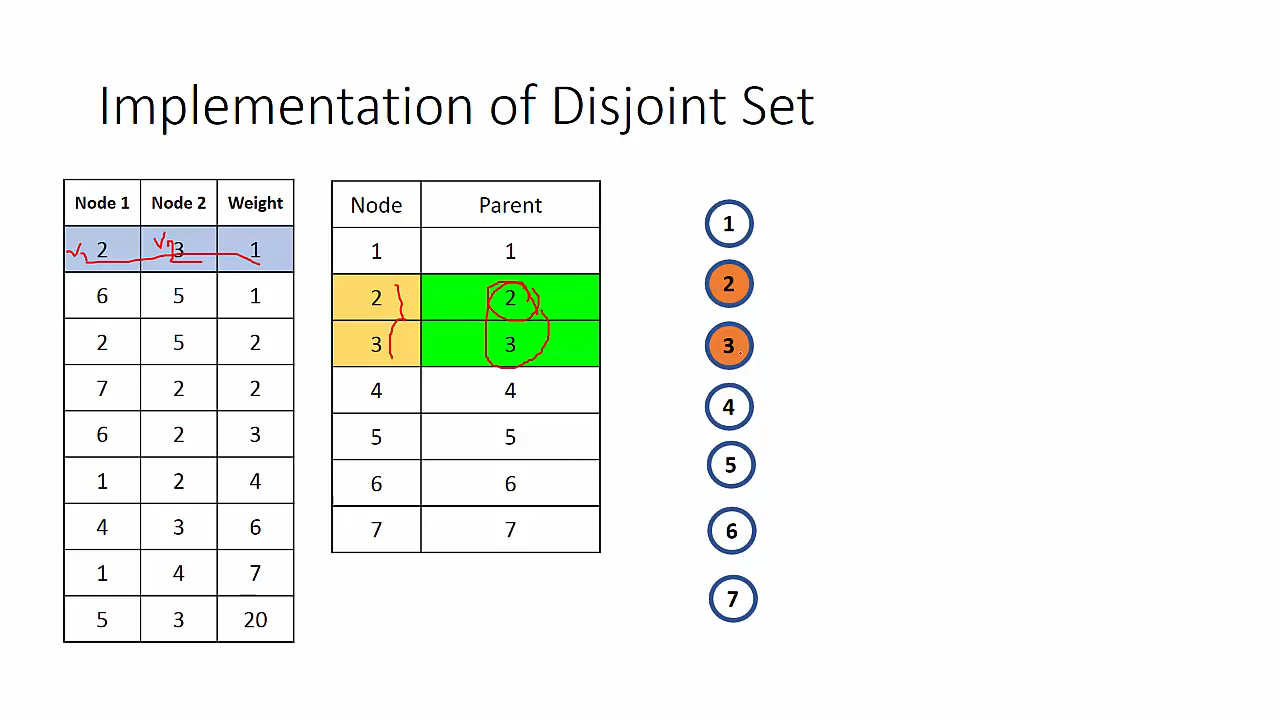 Implementation of Disjoint Set
Node 1 Node 2 Weight
2 3 1
6 5 1
2 5 2
7 2 2
6 2 3
1 2 4
4 3 6
1 4 7
5 3 20
Node Parent
1 1
2 2
3 3
4 4
5 5
6 6
7 7
1
2
3
4
5
6
7